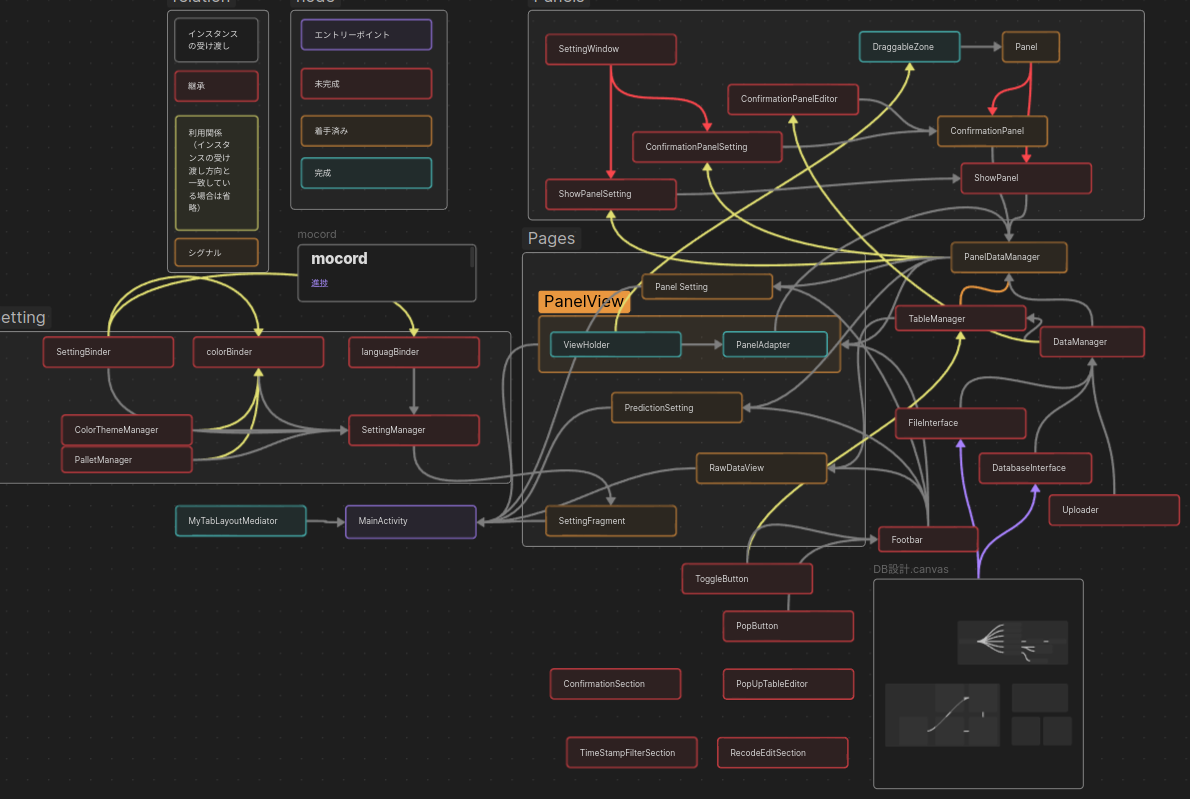 relation
node
Panels
インスタンス
の受け渡し
継承
利用関係
（インスタ
ンスの受け
渡し方向と
一致してい
る場合は省
略）
シグナル
エントリーポイント
未完成
着手済み
完成
mocord
mocord
進捗
SettingWindow
DraggableZone
Panel
ConfirmationPanelEditor
ConfirmationPanel
ConfirmationPanelSetting
ShowPanel
ShowPanelSetting
Pages
PanelDataManager
Panel Setting
PanelView
ViewHolder
PanelAdapter
TableManager
DataManager
etting
SettingBinder
colorBinder
languagBinder
ColorThemeManager
PalletManager
SettingManager
PredictionSetting
FileInterface
RawDataView
DatabaseInterface
Uploader
MyTabLayoutMediator
MainActivity
SettingFragment
Footbar
DB設計.canvas
ToggleButton
PopButton
ConfirmationSection
PopUpTableEditor
TimeStampFilterSection
RecodeEditSection